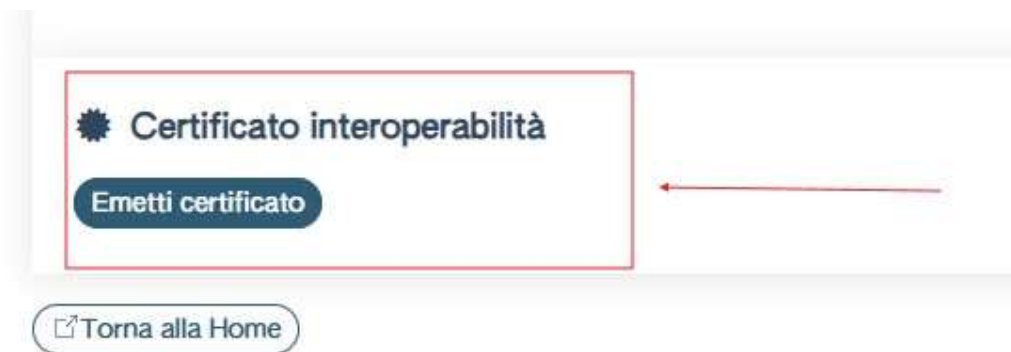 Certificato interoperabilità
Emetti certificato
Torna alla Home